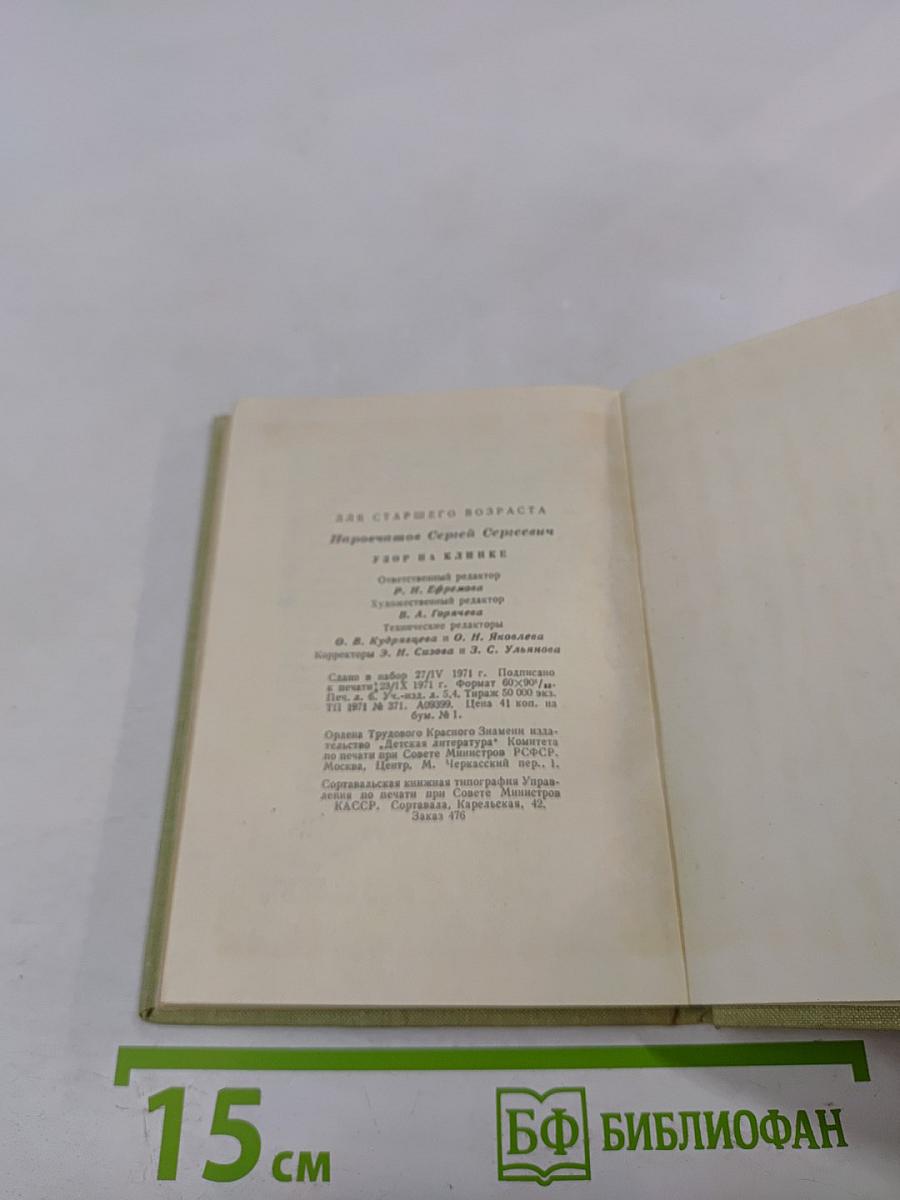 ДЛЯ СТАРШЕГО ВОЗРАСТА
Наровчатов Сергей Сергеевич
УЗОР НА КЛИНКЕ
Ответственный редактор
Р. Н. Ефремова
Художественный редактор
В. А. Горячева
Технические редакторы
О. В. Кудрявцева и О. Н. Яковлева
Корректоры Э. Н. Сизова и З. С. Ульянова
Сдано в набор 27/IV 1971 г. Подписано
к печати 23/IX 1971 г. Формат 60×90¹/₃₂.
Печ. л. 6. Уч.-изд. л. 5,4. Тираж 50 000 экз.
ТП 1971 № 371. А09399. Цена 41 коп. на
бум. № 1.
Ордена Трудового Красного Знамени изда-
тельство „Детская литература" Комитета
по печати при Совете Министров РСФСР.
Москва, Центр, М. Черкасский пер., 1.
Сортавальская книжная типография Управ-
ления по печати при Совете Министров
КАССР. Сортавала, Карельская, 42.
Заказ 476
15 см
БФ БИБЛИОФАН